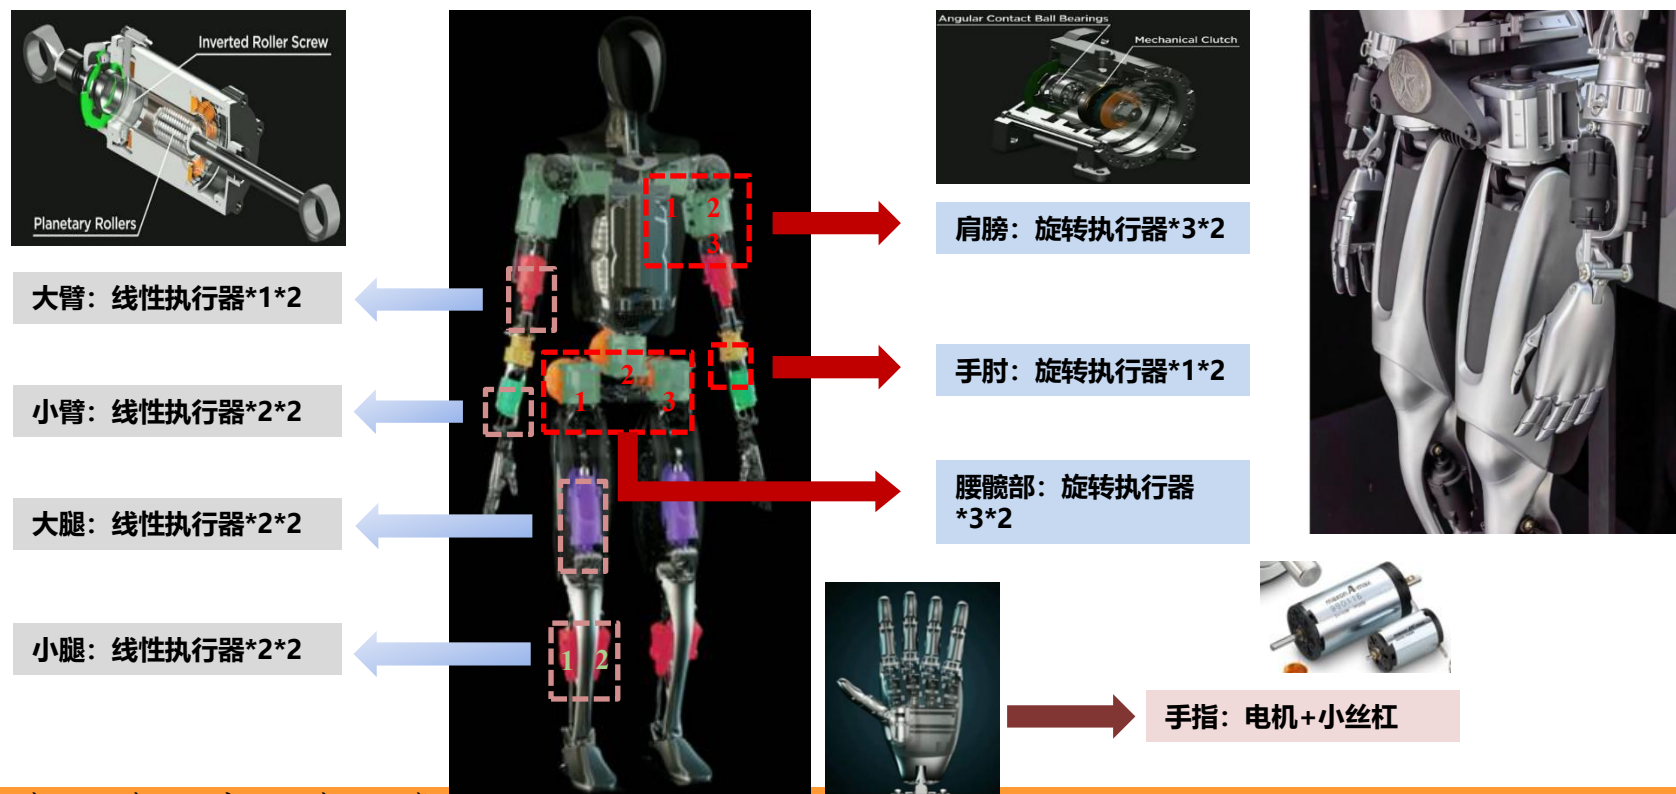 Inverted Roller Screw
Planetary Rollers
大臂：线性执行器*1*2
小臂：线性执行器*2*2
大腿：线性执行器*2*2
小腿：线性执行器*2*2
1
2
3
2
1
3
1
2
Angular Contact Ball Bearings
Mechanical Clutch
肩膀：旋转执行器*3*2
手肘：旋转执行器*1*2
腰髋部：旋转执行器
*3*2
maxon A-max
手指：电机+小丝杠